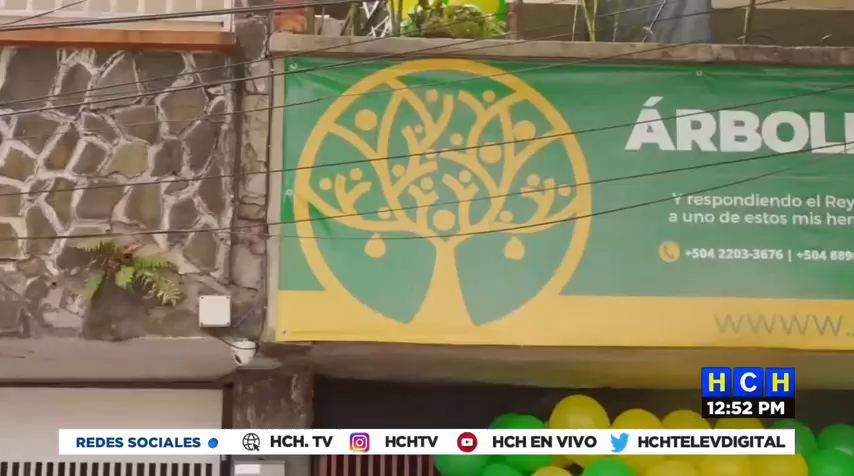 ÁRBOL
Y respondiendo el Rey
a uno de estos mis her
+504 2203-3676 | +504 889
WWWW.
HCH
12:52 PM
REDES SOCIALES HCH. TV HCHTV HCH EN VIVO HCHTELEVDIGITAL